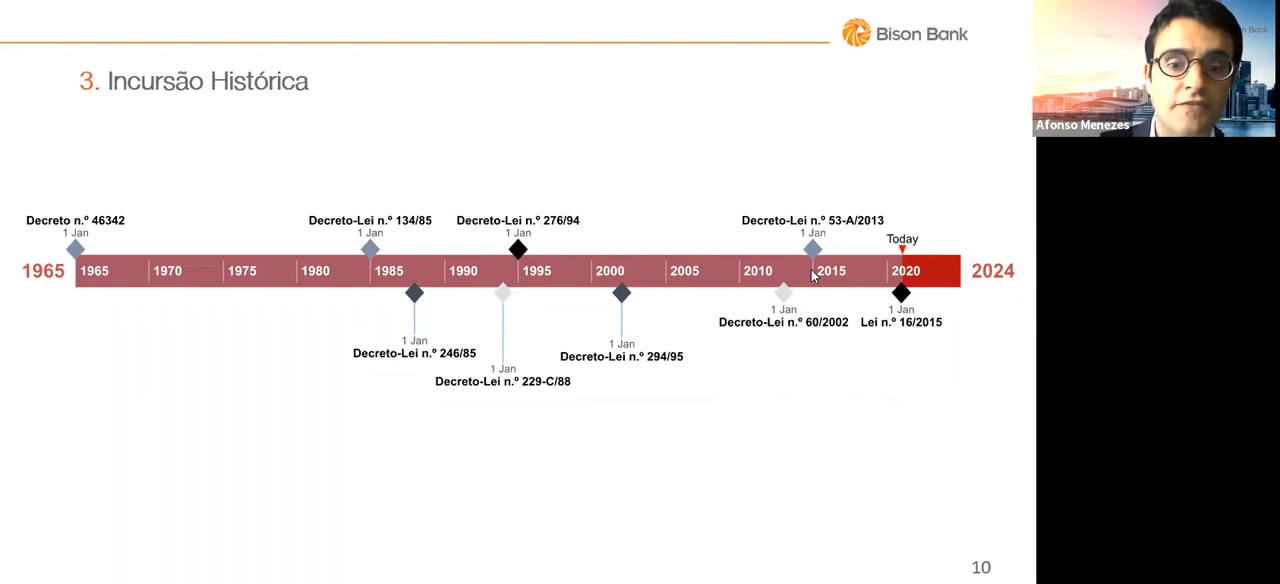 Bison Bank
3. Incursão Histórica
Afonso Menezes
Decreto n.º 46342
1 Jan
Decreto-Lei n.º 134/85
1 Jan
Decreto-Lei n.º 276/94
1 Jan
Decreto-Lei n.º 53-A/2013
1 Jan
Today
1965 1965 1970 1975 1980 1985 1990 1995 2000 2005 2010 2015 2020 2024
1 Jan
Decreto-Lei n.º 246/85
1 Jan
Decreto-Lei n.º 229-C/88
1 Jan
Decreto-Lei n.º 294/95
1 Jan
Decreto-Lei n.º 60/2002
1 Jan
Lei n.º 16/2015
10